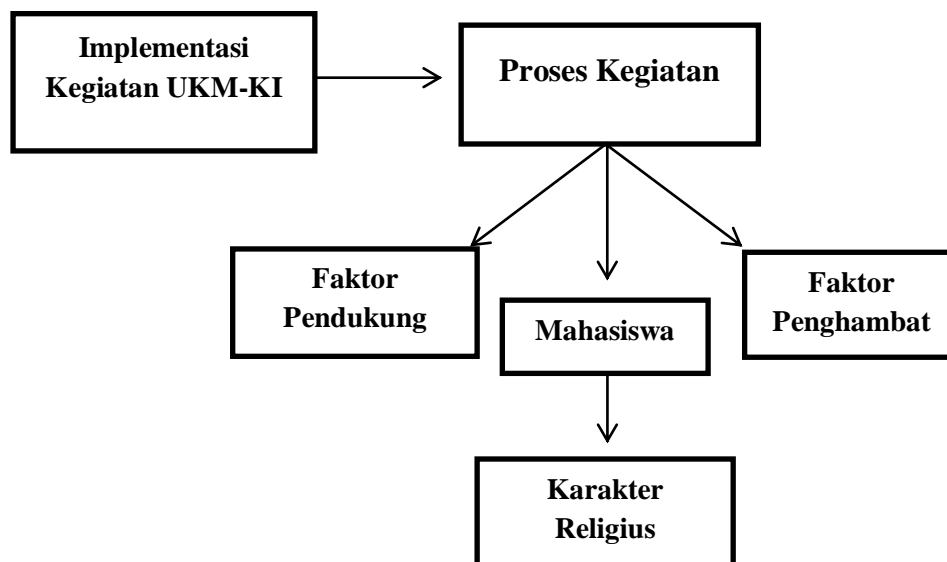 Implementasi
Kegiatan UKM-KI
Proses Kegiatan
Faktor
Pendukung
Mahasiswa
Faktor
Penghambat
Karakter
Religius